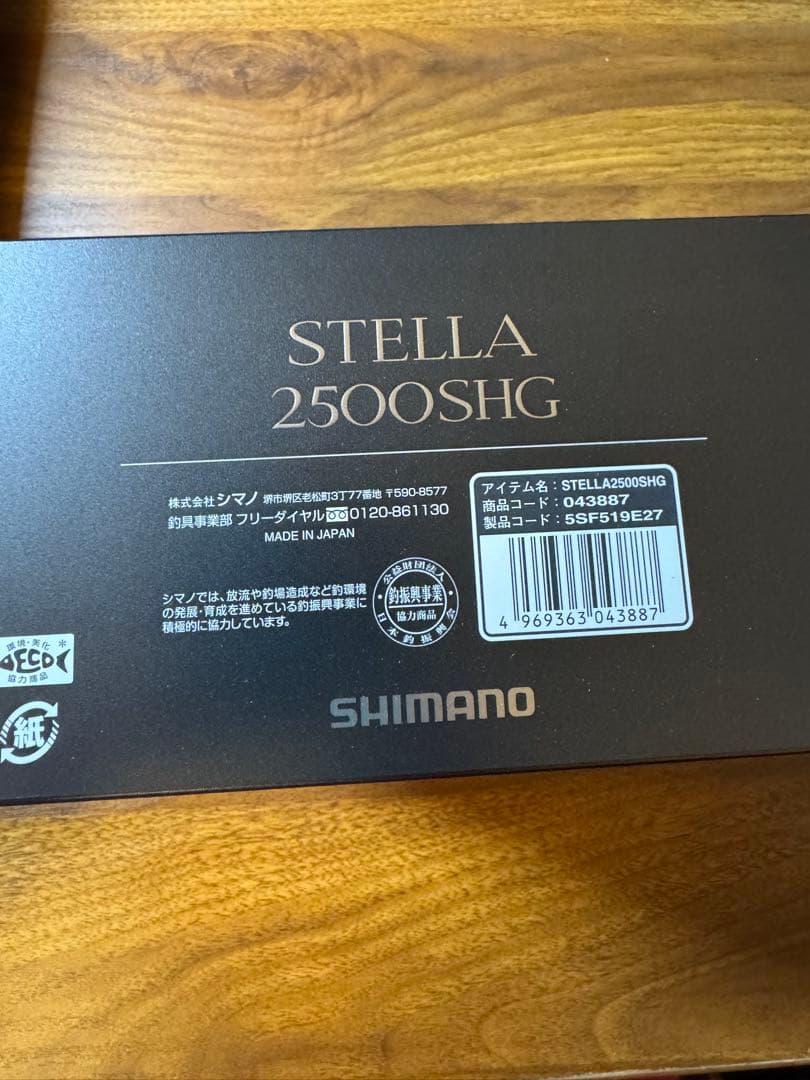 STELLA
2500SHG
株式会社 シマノ 堺市堺区老松町3丁77番地 〒590-8577
釣具事業部 フリーダイヤル 0120-861130
MADE IN JAPAN
シマノでは、放流や釣場造成など釣環境
の発展・育成を進めている釣振興事業に
積極的に協力しています。
公益財団法人
釣振興事業
協力商品
日本釣振興会
アイテム名：STELLA2500SHG
商品コード：043887
製品コード：5SF519E27
4 969363 043887
環境・美化
ECO
協力商品
紙
SHIMANO